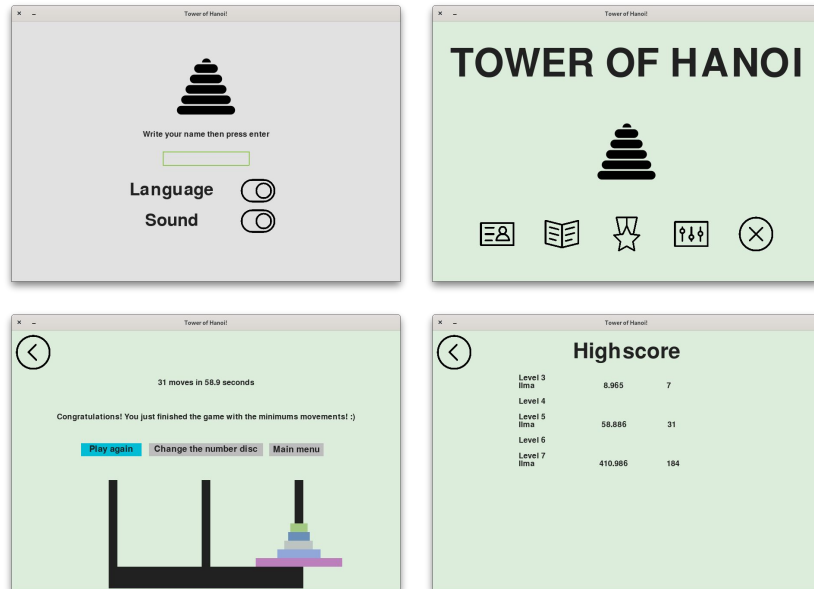 Tower of Hanoi!
Write your name then press enter
Language
Sound
Tower of Hanoi!
TOWER OF HANOI
Tower of Hanoi!
31 moves in 58.9 seconds
Congratulations! You just finished the game with the minimums movements! :)
Play again Change the number disc Main menu
Tower of Hanoi!
Highscore
Level 3
lima 8.965 7
Level 4
Level 5
lima 58.886 31
Level 6
Level 7
lima 410.986 184